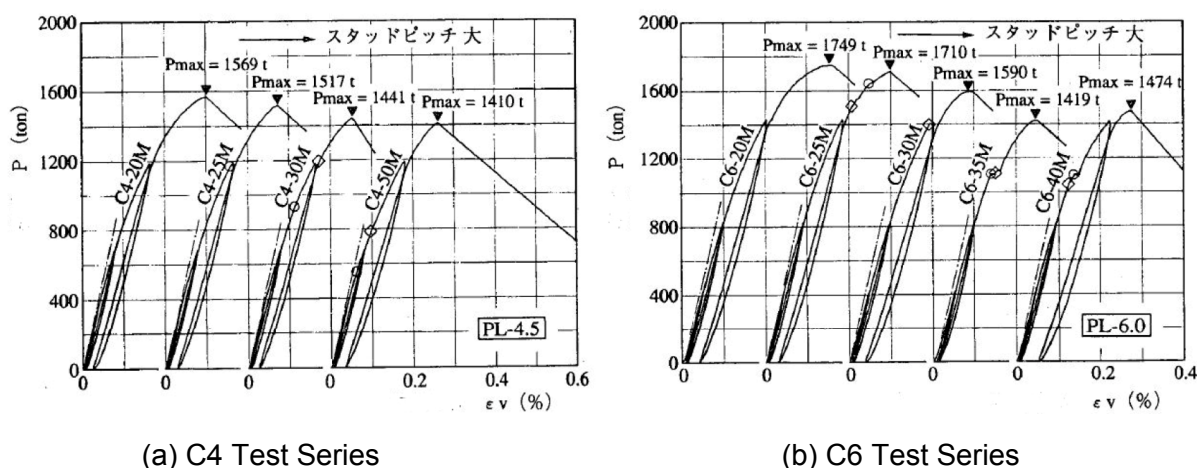 2000
1600
1200
800
400
0
P (ton)
スタッドピッチ 大
Pmax = 1569 t
Pmax = 1517 t
Pmax = 1441 t
Pmax = 1410 t
C4-20M
C4-25M
C4-30M
C4-50M
PL-4.5
0 0 0 0 0.2 0.4 0.6
εv (%)
(a) C4 Test Series
2000
1600
1200
800
400
0
P (ton)
スタッドピッチ 大
Pmax = 1749 t
Pmax = 1710 t
Pmax = 1590 t
Pmax = 1419 t
Pmax = 1474 t
C6-20M
C6-25M
C6-30M
C6-35M
C6-40M
PL-6.0
0 0 0 0 0 0.2 0.4
εv (%)
(b) C6 Test Series